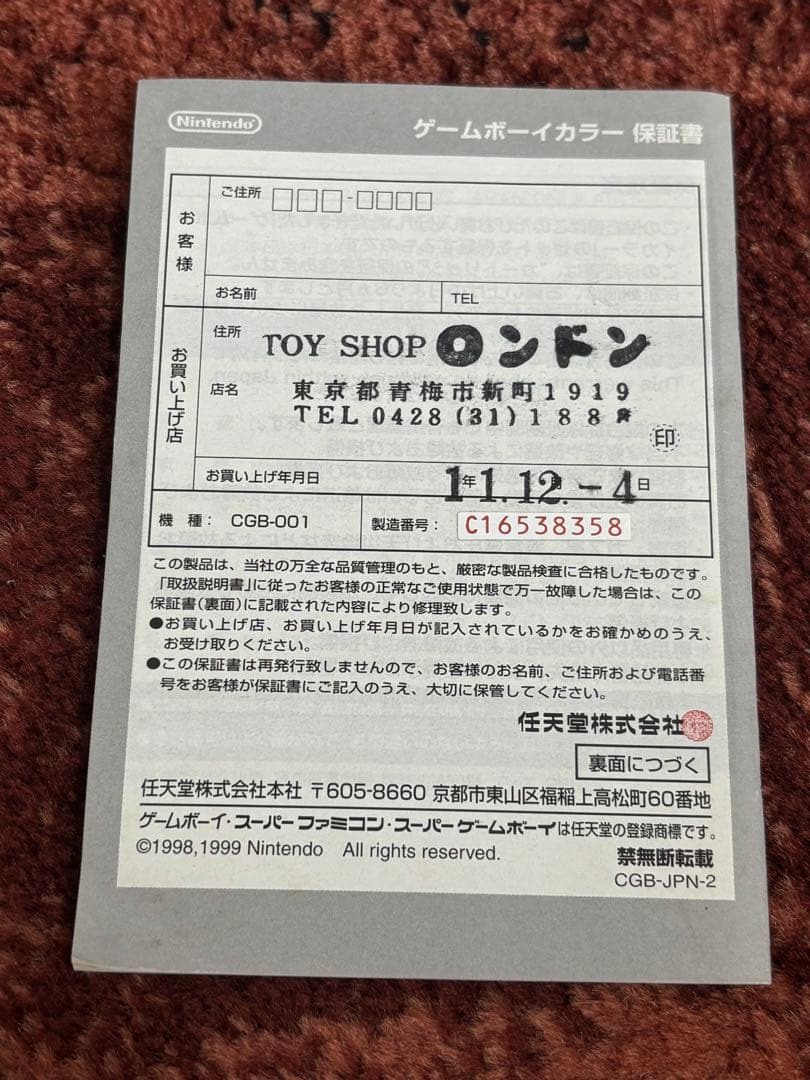 Nintendo
ゲームボーイカラー 保証書
お客様
ご住所 □□□-□□□□
お名前
TEL
お買い上げ店
住所
TOY SHOP ロンドン
店名
東京都青梅市新町1919
TEL 0428 (31) 188
印
お買い上げ年月日
11.12.-4
年
日
機 種: CGB-001
製造番号: C16538358
この製品は、当社の万全な品質管理のもと、厳密な製品検査に合格したものです。
「取扱説明書」に従ったお客様の正常なご使用状態で万一故障した場合は、この
保証書(裏面)に記載された内容により修理致します。
●お買い上げ店、お買い上げ年月日が記入されているかをお確かめのうえ、
お受け取りください。
●この保証書は再発行致しませんので、お客様のお名前、ご住所および電話番
号をお客様が保証書にご記入のうえ、大切に保管してください。
任天堂株式会社
裏面につづく
任天堂株式会社本社 〒605-8660 京都市東山区福稲上高松町60番地
ゲームボーイ・スーパーファミコン・スーパーゲームボーイは任天堂の登録商標です。
©1998,1999 Nintendo All rights reserved.
禁無断転載
CGB-JPN-2